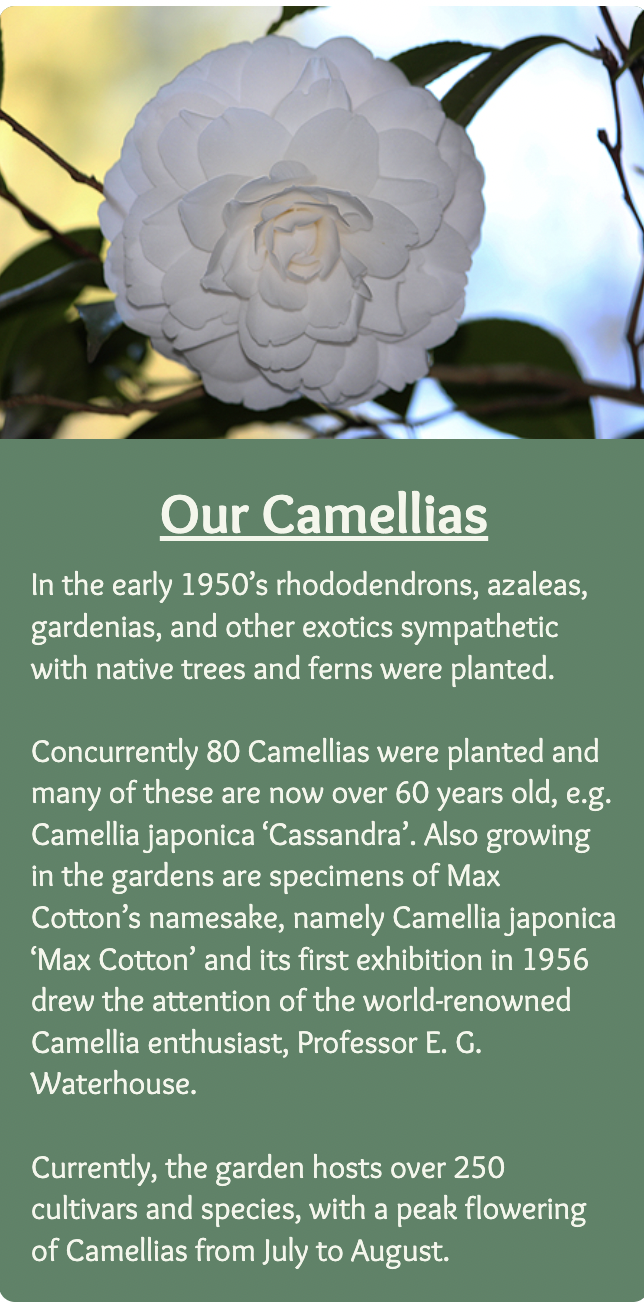 Our Camellias
In the early 1950’s rhododendrons, azaleas,
gardenias, and other exotics sympathetic
with native trees and ferns were planted.
Concurrently 80 Camellias were planted and
many of these are now over 60 years old, e.g.
Camellia japonica ‘Cassandra’. Also growing
in the gardens are specimens of Max
Cotton’s namesake, namely Camellia japonica
‘Max Cotton’ and its first exhibition in 1956
drew the attention of the world-renowned
Camellia enthusiast, Professor E. G.
Waterhouse.
Currently, the garden hosts over 250
cultivars and species, with a peak flowering
of Camellias from July to August.